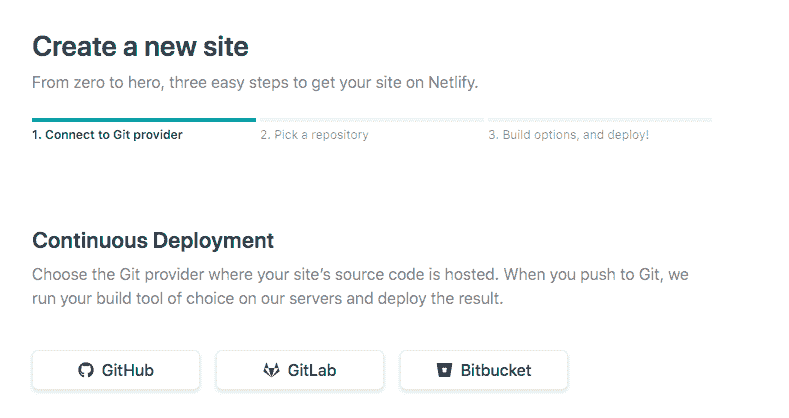 Create a new site
From zero to hero, three easy steps to get your site on Netlify.
1. Connect to Git provider
2. Pick a repository
3. Build options, and deploy!
Continuous Deployment
Choose the Git provider where your site’s source code is hosted. When you push to Git, we
run your build tool of choice on our servers and deploy the result.
GitHub
GitLab
Bitbucket